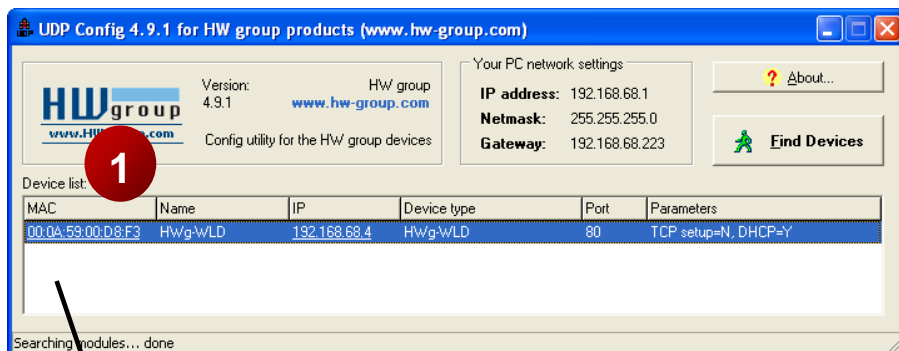 UDP Config 4.9.1 for HW group products (www.hw-group.com)
HWgroup
www.HW .com
Version: HW group
4.9.1 www.hw-group.com
Config utility for the HW group devices
Your PC network settings
IP address: 192.168.68.1
Netmask: 255.255.255.0
Gateway: 192.168.68.223
? About...
Find Devices
1
Device list:
MAC Name IP Device type Port Parameters
00:0A:59:00:D8:F3 HWg-WLD 192.168.68.4 HWg-WLD 80 TCP setup=N, DHCP=Y
Searching modules... done